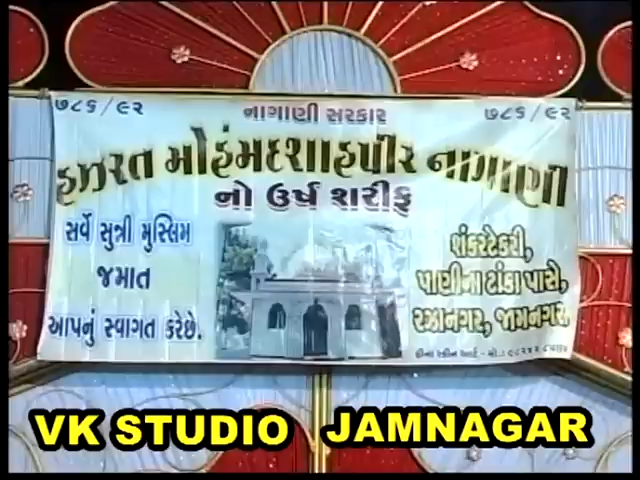 ૭૮૬/૯૨ નાગાણી સરકાર ૭૮૬/૯૨
હઝરત મોહંમદશાહપીર નાગાણી
નો ઉર્ષ શરીફ
સર્વે સુન્ની મુસ્લિમ
જમાત
આપનું સ્વાગત કરેછે.
શંકરટેકરી,
પાણીના ટાંકા પાસે,
રઝાનગર, જામનગર
VK STUDIO JAMNAGAR